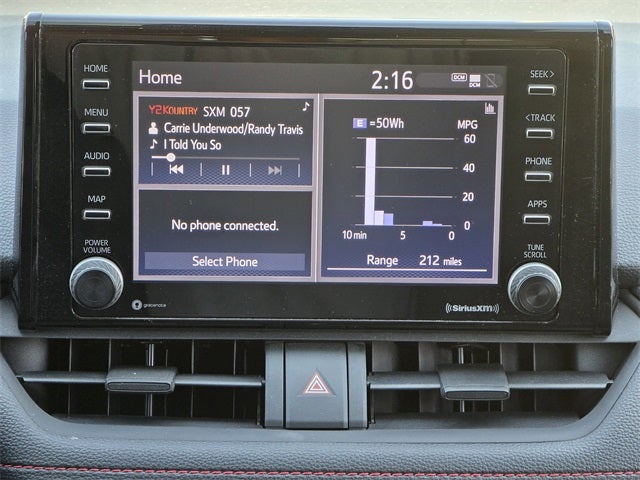 HOME
MENU
AUDIO
MAP
POWER
VOLUME
Home
2:16
DCM
DCM
Y2KOUNTRY SXM 057
Carrie Underwood/Randy Travis
I Told You So
No phone connected.
Select Phone
E =50Wh
MPG
60
40
20
0
10 min 5 0
Range 212 miles
SEEK >
< TRACK
PHONE
APPS
TUNE
SCROLL
gracenote
((SiriusXM))